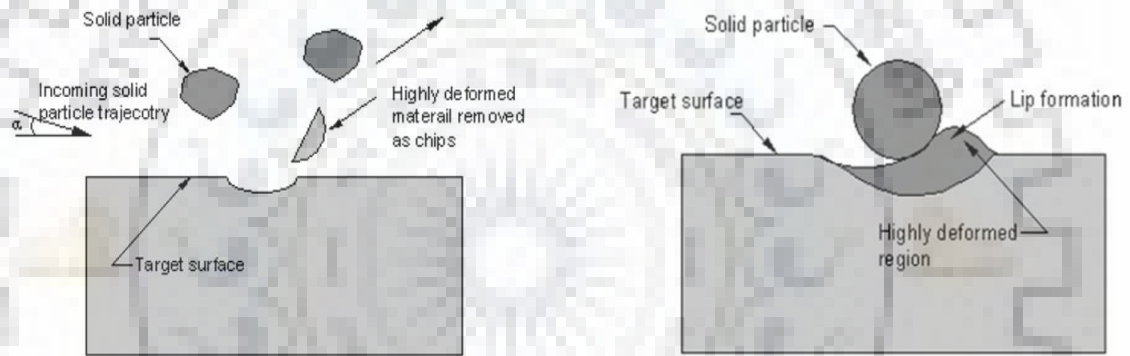 Solid particle
Incoming solid
particle trajecotry
α
Highly deformed
materail removed
as chips
Target surface
Solid particle
Target surface
Lip formation
Highly deformed
region